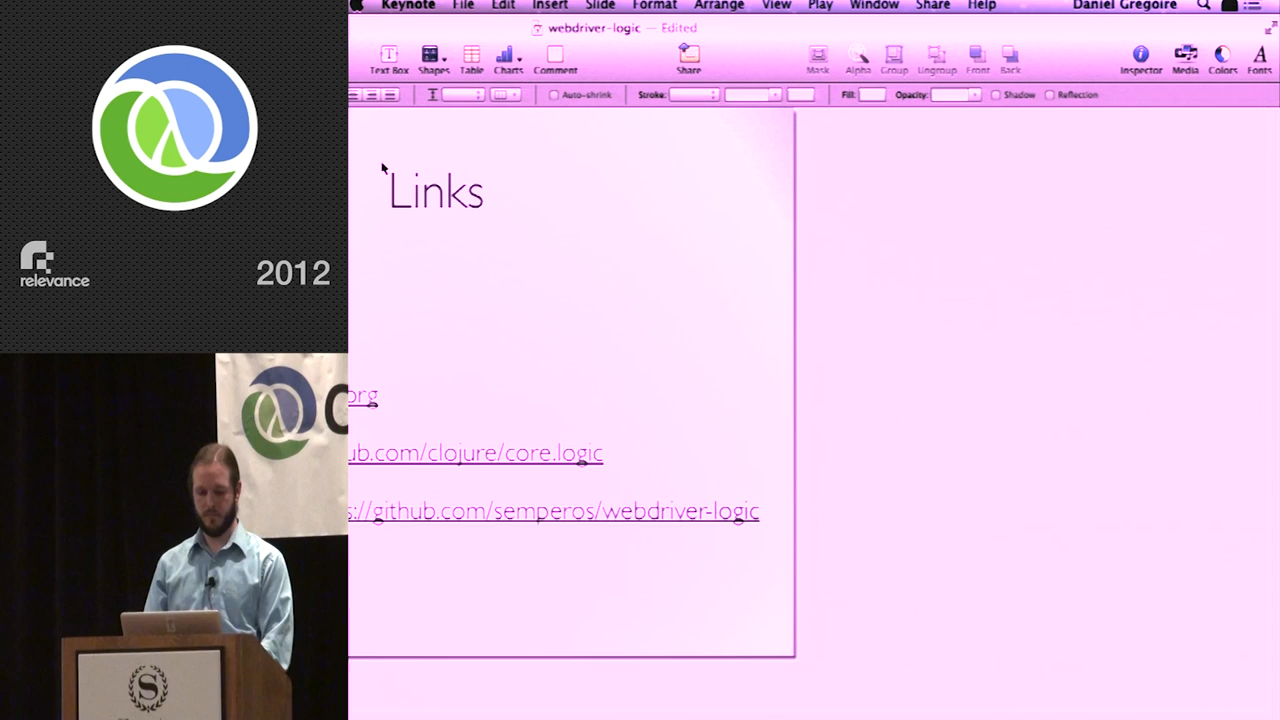 Keynote File Edit Insert Slide Format Arrange View Window Share Help Daniel Gregoire
webdriver-logic — Edited
Text Box Shapes Table Charts Comment Share Mask Alpha Group Ungroup Front Back Inspector Media Colors Fonts
Auto-shrink Stroke: Fill: Opacity: Shadow Reflection
Links
org
ub.com/clojure/core.logic
s://github.com/semperos/webdriver-logic
relevance
2012
C
S